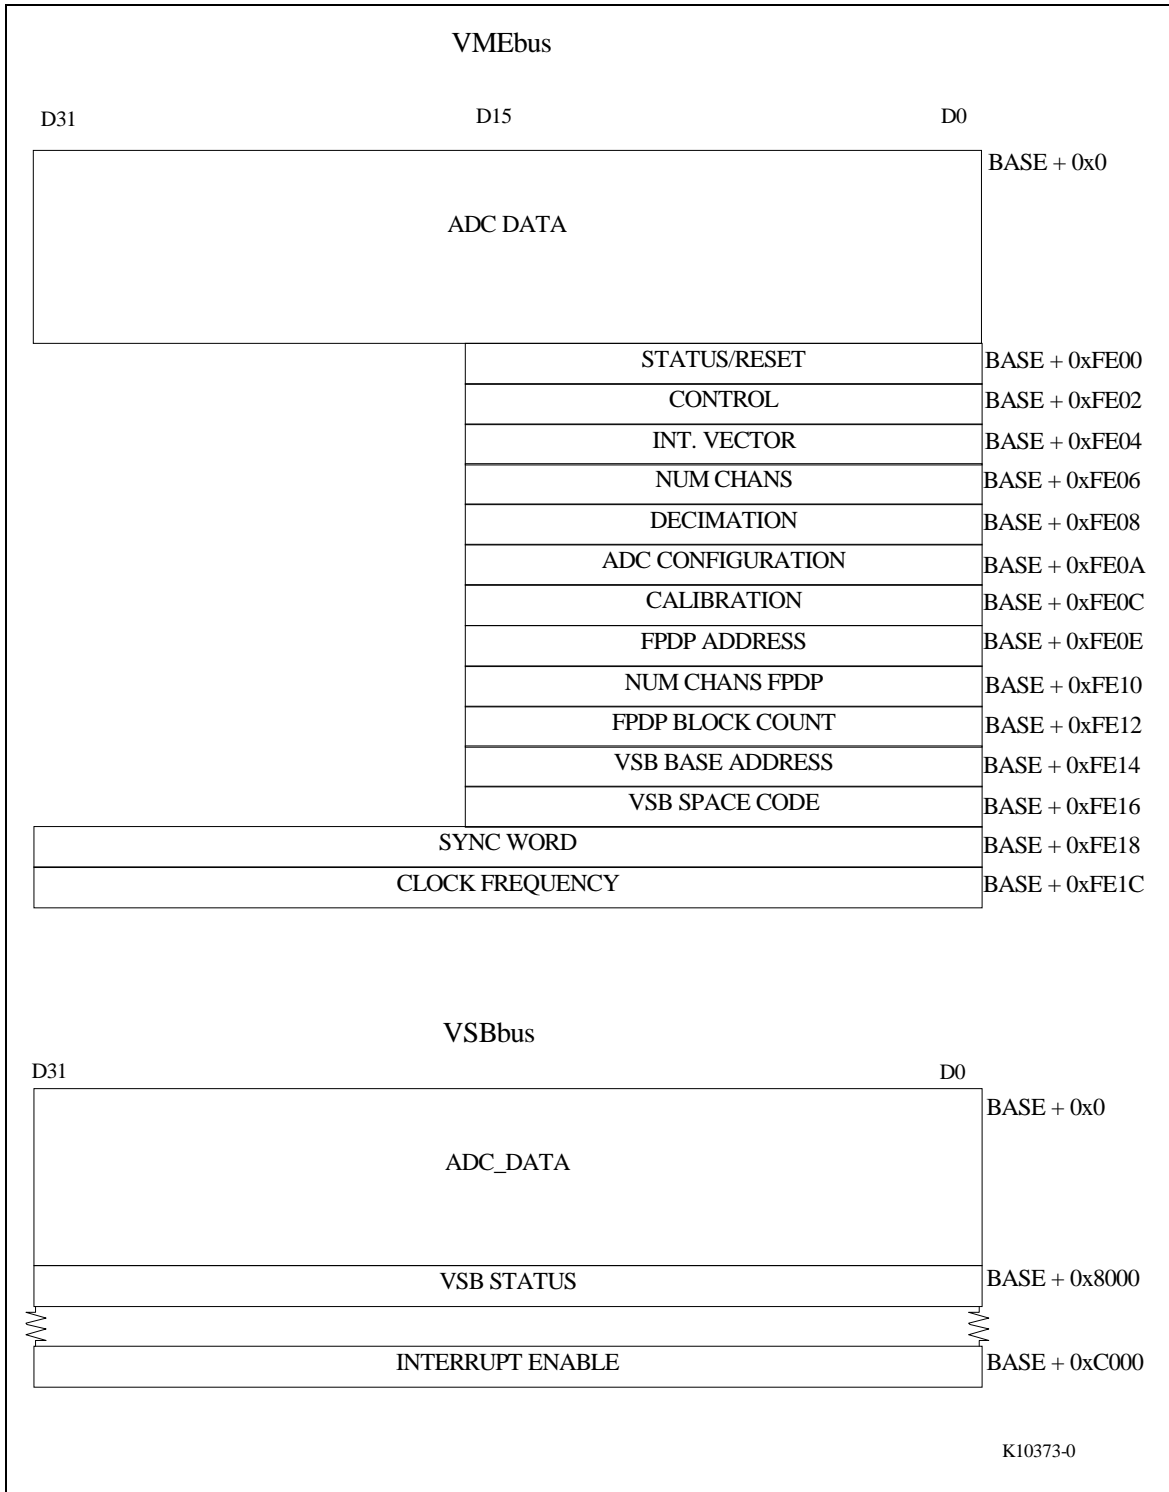 VMEbus
D31 D15 D0
BASE + 0x0
ADC DATA
STATUS/RESET BASE + 0xFE00
CONTROL BASE + 0xFE02
INT. VECTOR BASE + 0xFE04
NUM CHANS BASE + 0xFE06
DECIMATION BASE + 0xFE08
ADC CONFIGURATION BASE + 0xFE0A
CALIBRATION BASE + 0xFE0C
FPDP ADDRESS BASE + 0xFE0E
NUM CHANS FPDP BASE + 0xFE10
FPDP BLOCK COUNT BASE + 0xFE12
VSB BASE ADDRESS BASE + 0xFE14
VSB SPACE CODE BASE + 0xFE16
SYNC WORD BASE + 0xFE18
CLOCK FREQUENCY BASE + 0xFE1C
VSBbus
D31 D0
BASE + 0x0
ADC_DATA
VSB STATUS BASE + 0x8000
INTERRUPT ENABLE BASE + 0xC000
K10373-0